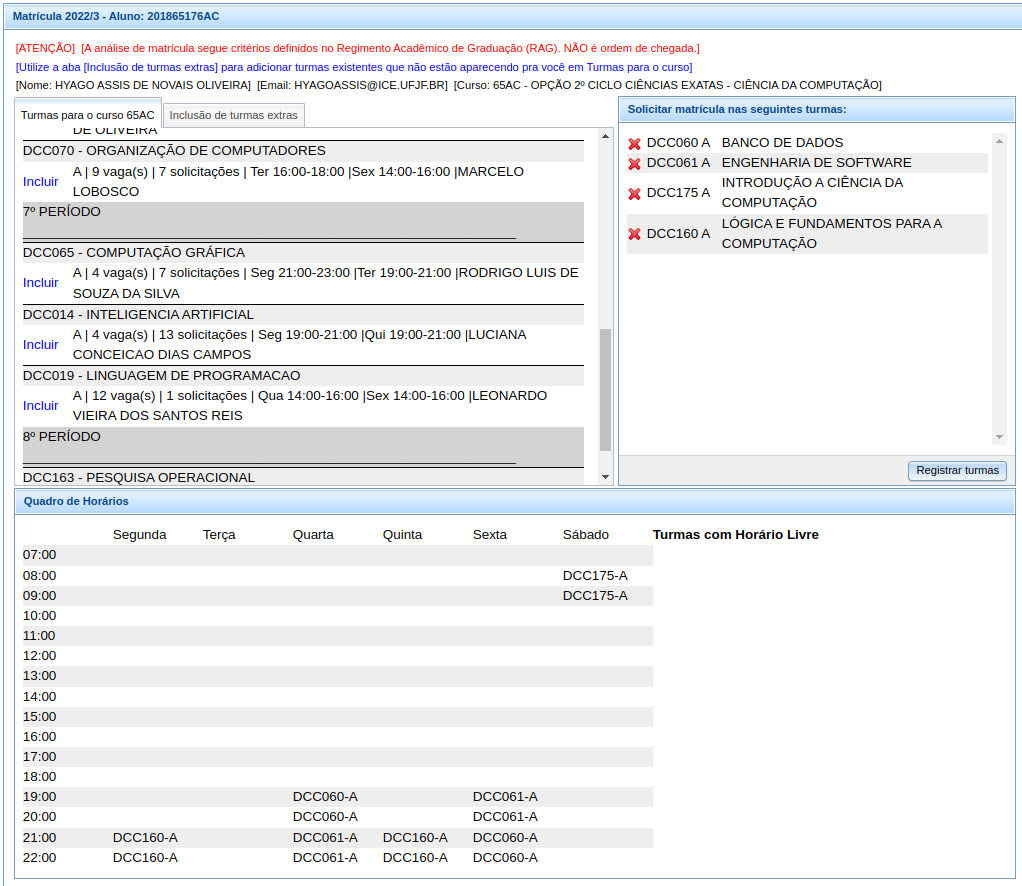 Matrícula 2022/3 - Aluno: 201865176AC
[ATENÇÃO]  [A análise de matrícula segue critérios definidos no Regimento Acadêmico de Graduação (RAG). NÃO é ordem de chegada.]
[Utilize a aba [Inclusão de turmas extras] para adicionar turmas existentes que não estão aparecendo pra você em Turmas para o curso]
[Nome: HYAGO ASSIS DE NOVAIS OLIVEIRA]  [Email: HYAGOASSIS@ICE.UFJF.BR]  [Curso: 65AC - OPÇÃO 2º CICLO CIÊNCIAS EXATAS - CIÊNCIA DA COMPUTAÇÃO]
Turmas para o curso 65AC
Inclusão de turmas extras
DE OLIVEIRA
DCC070 - ORGANIZAÇÃO DE COMPUTADORES
Incluir A | 9 vaga(s) | 7 solicitações | Ter 16:00-18:00 |Sex 14:00-16:00 |MARCELO
LOBOSCO
7º PERÍODO
DCC065 - COMPUTAÇÃO GRÁFICA
Incluir A | 4 vaga(s) | 7 solicitações | Seg 21:00-23:00 |Ter 19:00-21:00 |RODRIGO LUIS DE
SOUZA DA SILVA
DCC014 - INTELIGENCIA ARTIFICIAL
Incluir A | 4 vaga(s) | 13 solicitações | Seg 19:00-21:00 |Qui 19:00-21:00 |LUCIANA
CONCEICAO DIAS CAMPOS
DCC019 - LINGUAGEM DE PROGRAMACAO
Incluir A | 12 vaga(s) | 1 solicitações | Qua 14:00-16:00 |Sex 14:00-16:00 |LEONARDO
VIEIRA DOS SANTOS REIS
8º PERÍODO
DCC163 - PESQUISA OPERACIONAL
Solicitar matrícula nas seguintes turmas:
DCC060 A BANCO DE DADOS
DCC061 A ENGENHARIA DE SOFTWARE
DCC175 A INTRODUÇÃO A CIÊNCIA DA
COMPUTAÇÃO
DCC160 A LÓGICA E FUNDAMENTOS PARA A
COMPUTAÇÃO
Registrar turmas
Quadro de Horários
Segunda Terça Quarta Quinta Sexta Sábado Turmas com Horário Livre
07:00
08:00 DCC175-A
09:00 DCC175-A
10:00
11:00
12:00
13:00
14:00
15:00
16:00
17:00
18:00
19:00 DCC060-A DCC061-A
20:00 DCC060-A DCC061-A
21:00 DCC160-A DCC061-A DCC160-A DCC060-A
22:00 DCC160-A DCC061-A DCC160-A DCC060-A